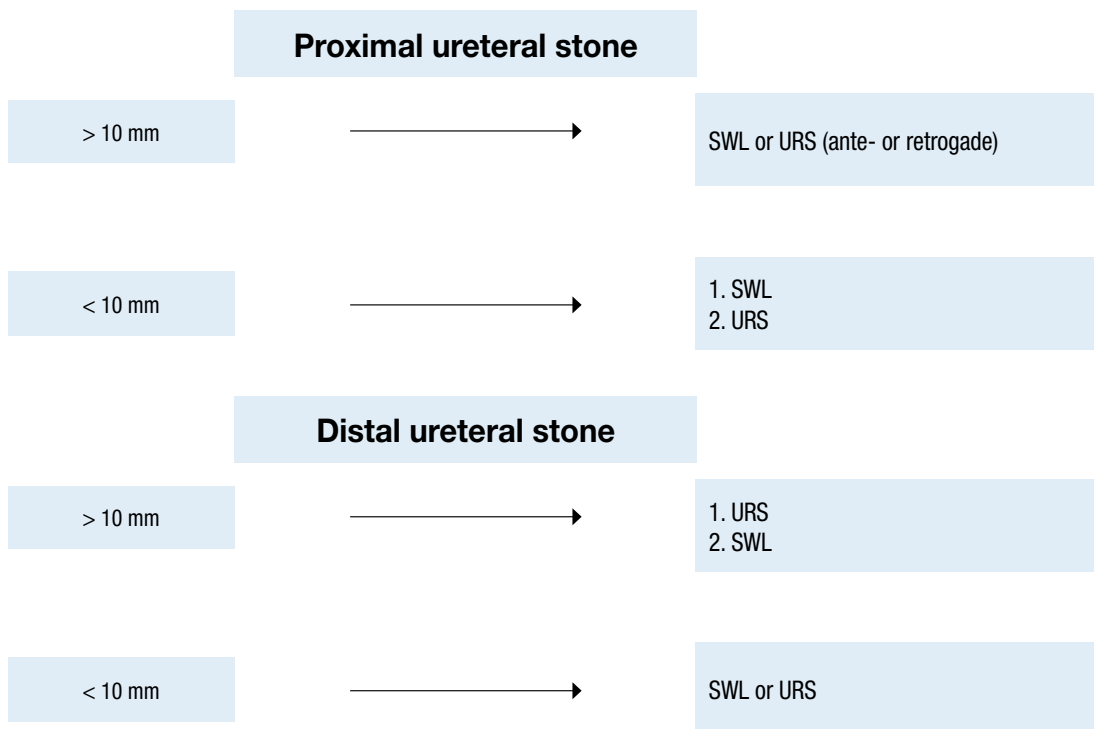 Proximal ureteral stone
> 10 mm
SWL or URS (ante- or retrogade)
< 10 mm
1. SWL
2. URS
Distal ureteral stone
> 10 mm
1. URS
2. SWL
< 10 mm
SWL or URS